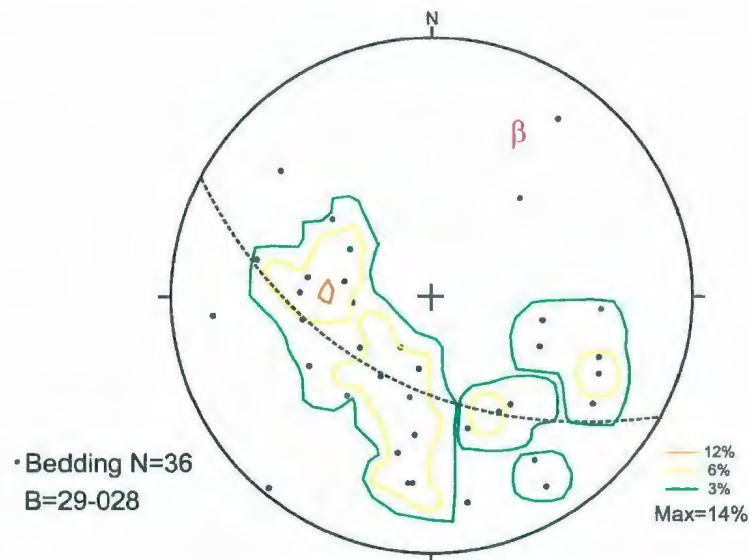 N
β
• Bedding N=36
B=29-028
12%
6%
3%
Max=14%